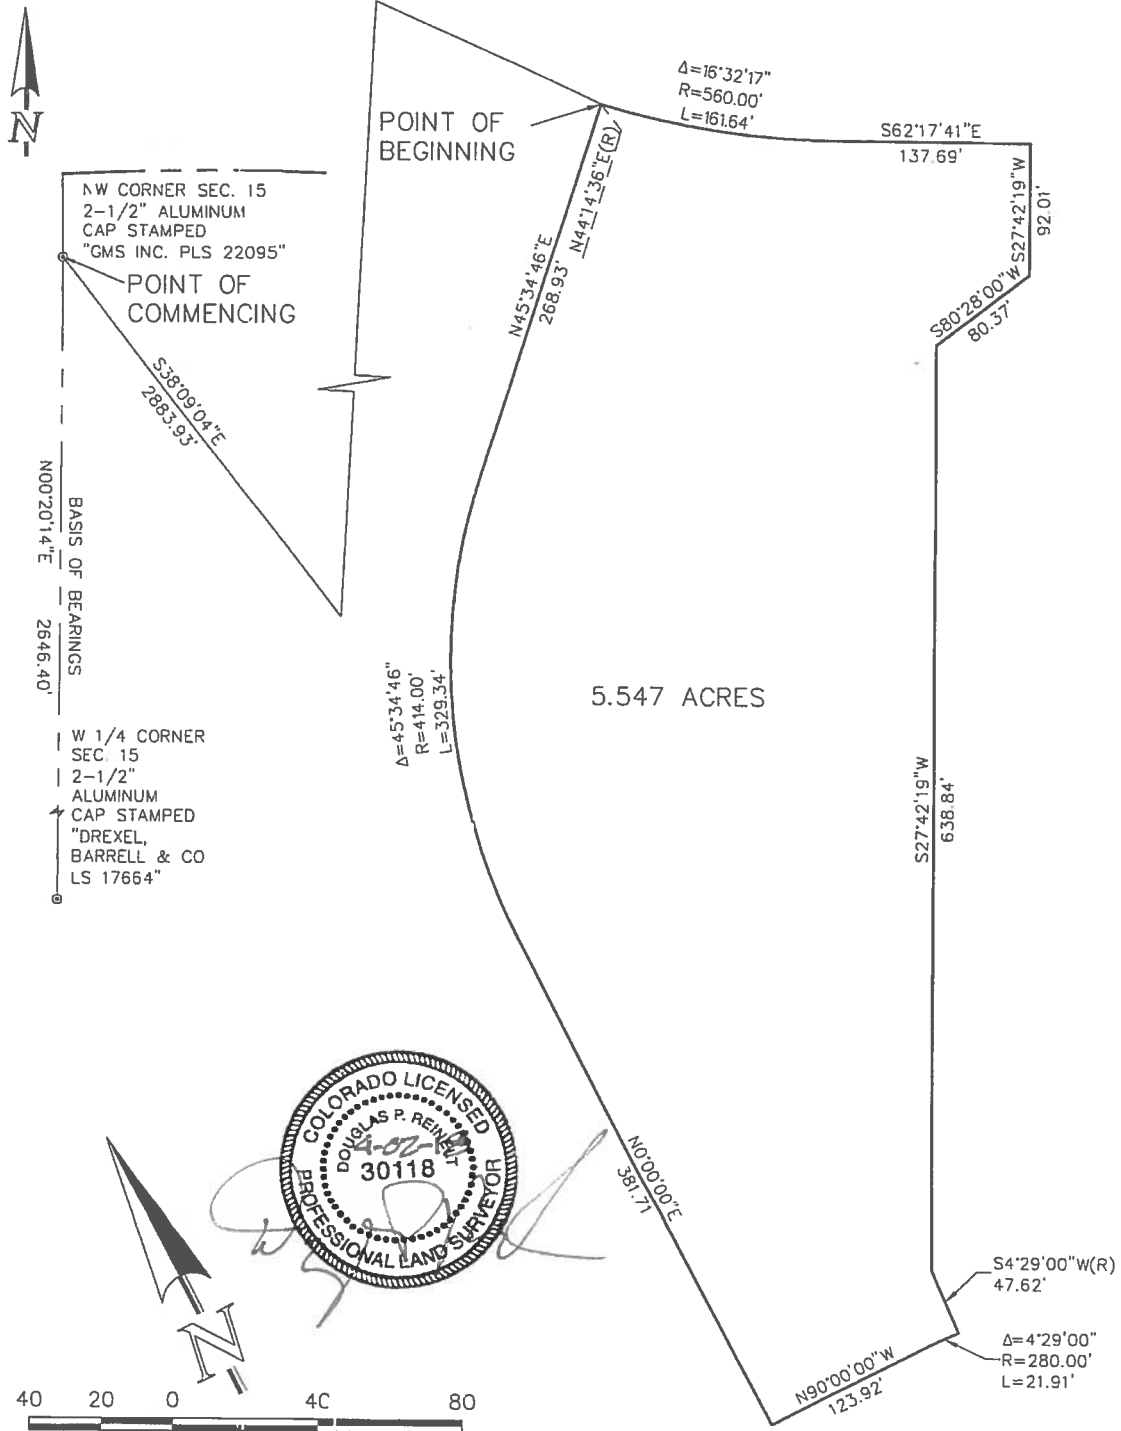 N
NW CORNER SEC. 15
2-1/2" ALUMINUM
CAP STAMPED
"GMS INC. PLS 22095"
POINT OF
COMMENCING
S38°09'04"E
2883.93'
BASIS OF BEARINGS
N00°20'14"E 2646.40'
W 1/4 CORNER
SEC. 15
2-1/2"
ALUMINUM
CAP STAMPED
"DREXEL,
BARRELL & CO
LS 17664"
POINT OF
BEGINNING
Δ=16°32'17"
R=560.00'
L=161.64'
S62°17'41"E
137.69'
S27°42'19"W
92.01'
S80°28'00"W
80.37'
N44°14'36"E(R)
N45°34'46"E
268.93'
Δ=45°34'46"
R=414.00'
L=329.34'
5.547 ACRES
S27°42'19"W
638.84'
N0°00'00"E
381.71
S4°29'00"W(R)
47.62'
Δ=4°29'00"
R=280.00'
L=21.91'
N90°00'00"W
123.92'
COLORADO LICENSED
DOUGLAS P. REINELT
30118
PROFESSIONAL LAND SURVEYOR
N
40 20 0 40 80